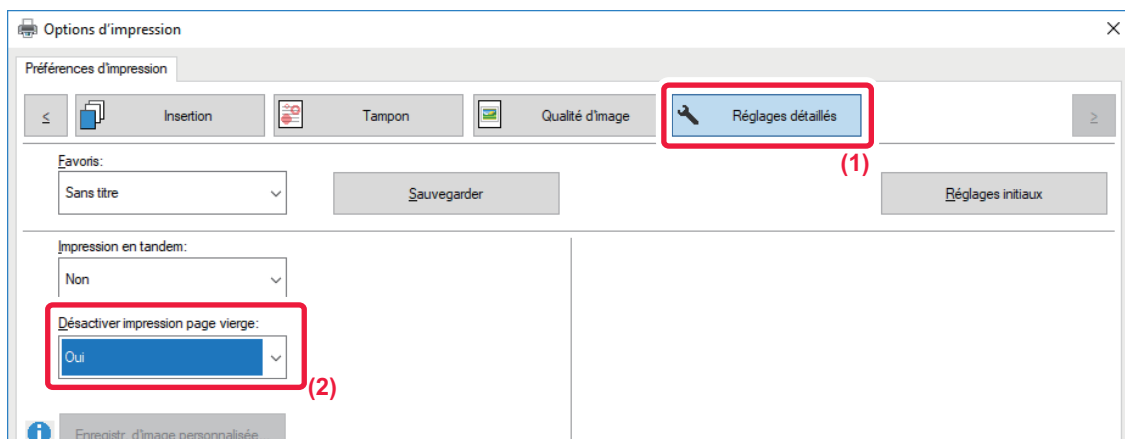 Options d'impression
Préférences d'impression
< Insertion Tampon Qualité d'image Réglages détaillés >
(1)
Favoris:
Sans titre Sauvegarder Réglages initiaux
Impression en tandem:
Non
Désactiver impression page vierge:
Oui
(2)
Enregistr. d'image personnalisée